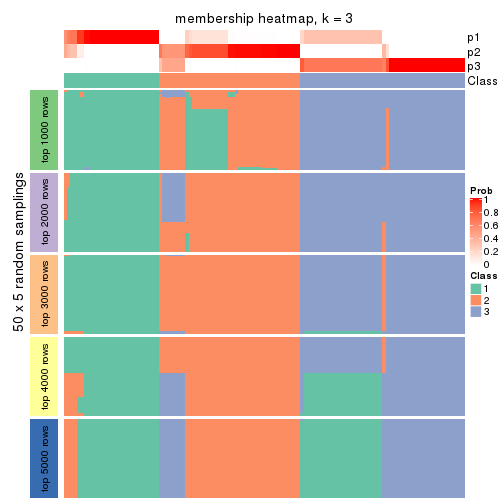 membership heatmap, k = 3
p1
p2
p3
Class
50 x 5 random samplings
top 1000 rows
top 2000 rows
top 3000 rows
top 4000 rows
top 5000 rows
Prob
1
0.8
0.6
0.4
0.2
0
Class
1
2
3